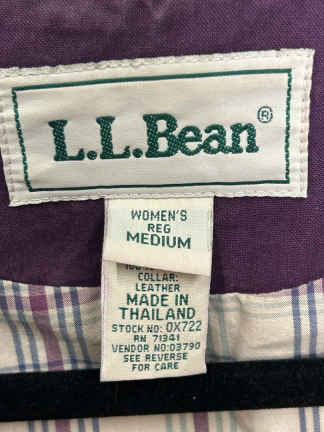 L.L.Bean®
WOMEN'S
REG
MEDIUM
COLLAR:
LEATHER
MADE IN
THAILAND
STOCK NO: 0X722
RN 71341
VENDOR NO: 03790
SEE REVERSE
FOR CARE